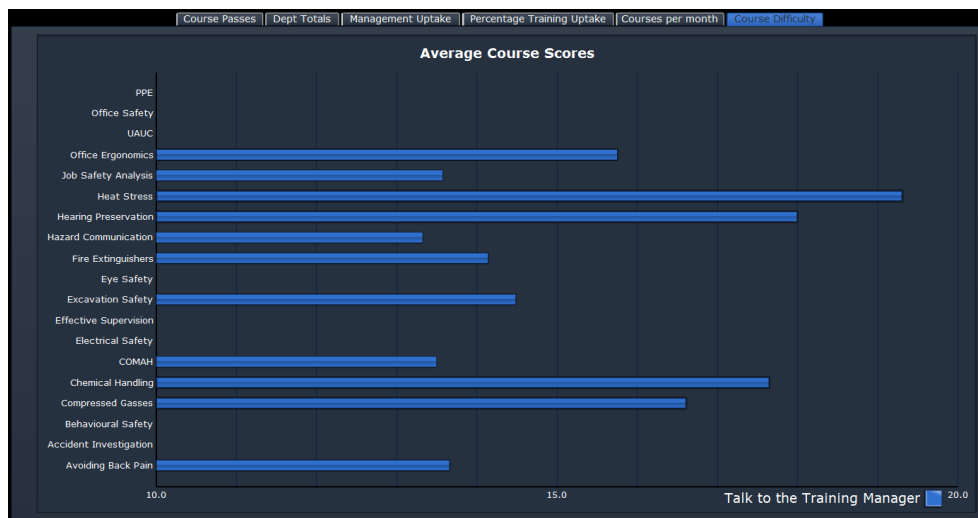 Course Passes Dept Totals Management Uptake Percentage Training Uptake Courses per month Course Difficulty
Average Course Scores
PPE
Office Safety
UAUC
Office Ergonomics
Job Safety Analysis
Heat Stress
Hearing Preservation
Hazard Communication
Fire Extinguishers
Eye Safety
Excavation Safety
Effective Supervision
Electrical Safety
COMAH
Chemical Handling
Compressed Gasses
Behavioural Safety
Accident Investigation
Avoiding Back Pain
10.0 15.0 20.0
Talk to the Training Manager